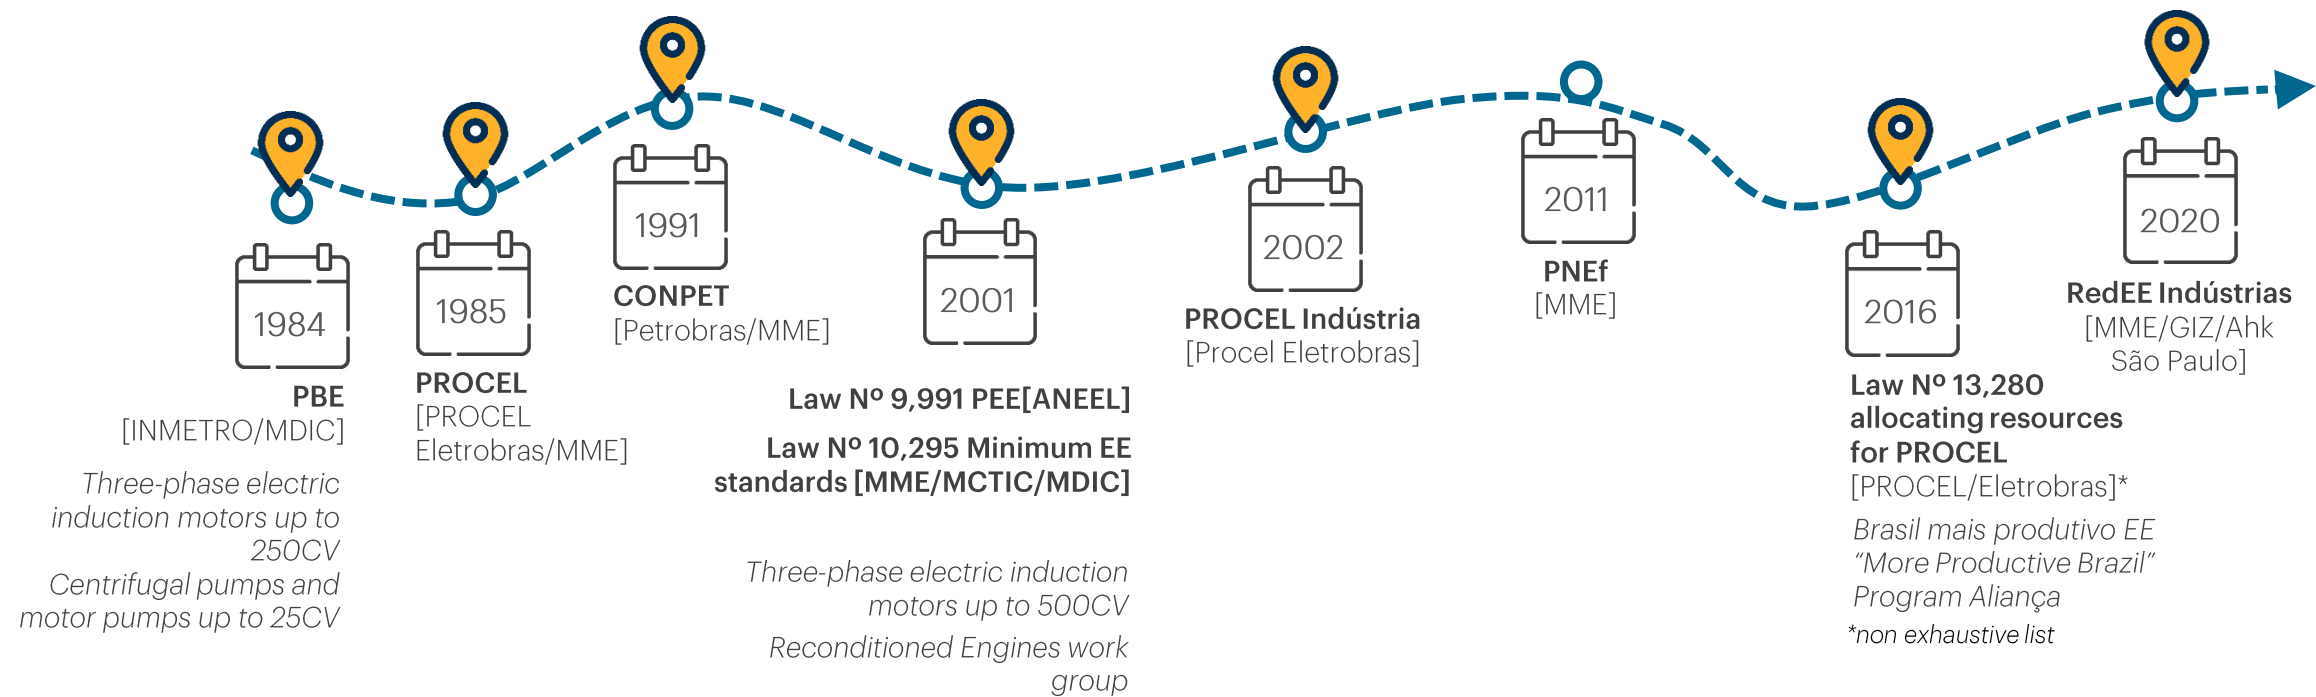 1984
PBE
[INMETRO/MDIC]
Three-phase electric
induction motors up to
250CV
Centrifugal pumps and
motor pumps up to 25CV
1985
PROCEL
[PROCEL
Eletrobras/MME]
1991
CONPET
[Petrobras/MME]
2001
Law Nº 9,991 PEE[ANEEL]
Law Nº 10,295 Minimum EE
standards [MME/MCTIC/MDIC]
Three-phase electric induction
motors up to 500CV
Reconditioned Engines work
group
2002
PROCEL Indústria
[Procel Eletrobras]
2011
PNEf
[MME]
2016
Law Nº 13,280
allocating resources
for PROCEL
[PROCEL/Eletrobras]*
Brasil mais produtivo EE
“More Productive Brazil”
Program Aliança
*non exhaustive list
2020
RedEE Indústrias
[MME/GIZ/Ahk
São Paulo]